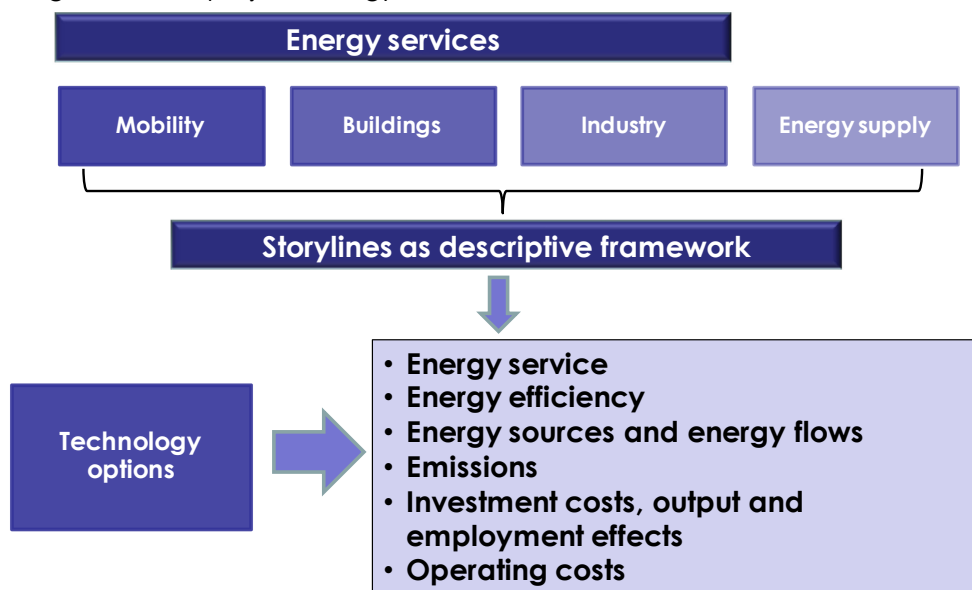 Energy services
Mobility
Buildings
Industry
Energy supply
Storylines as descriptive framework
Technology
options
• Energy service
• Energy efficiency
• Energy sources and energy flows
• Emissions
• Investment costs, output and
employment effects
• Operating costs